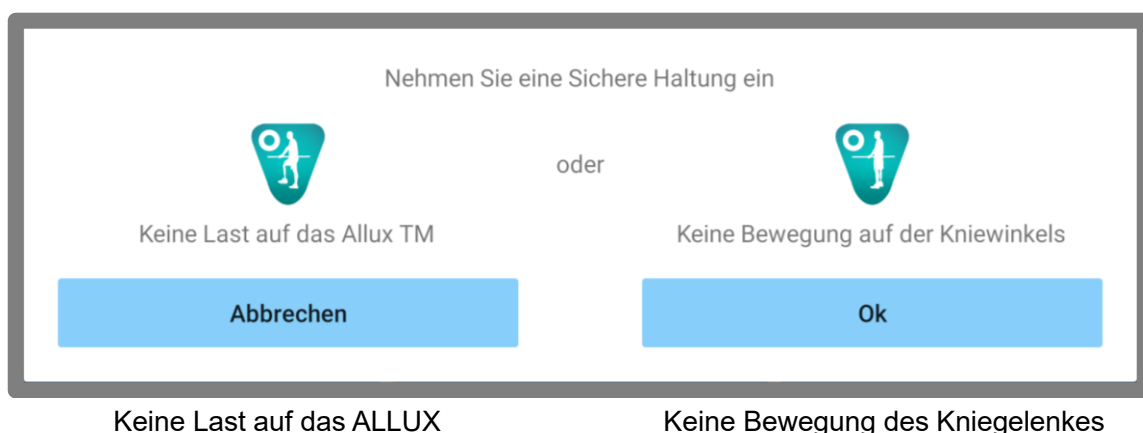 Nehmen Sie eine Sichere Haltung ein
oder
Keine Last auf das Allux TM
Keine Bewegung auf der Kniewinkels
Abbrechen
Ok
Keine Last auf das ALLUX
Keine Bewegung des Kniegelenkes